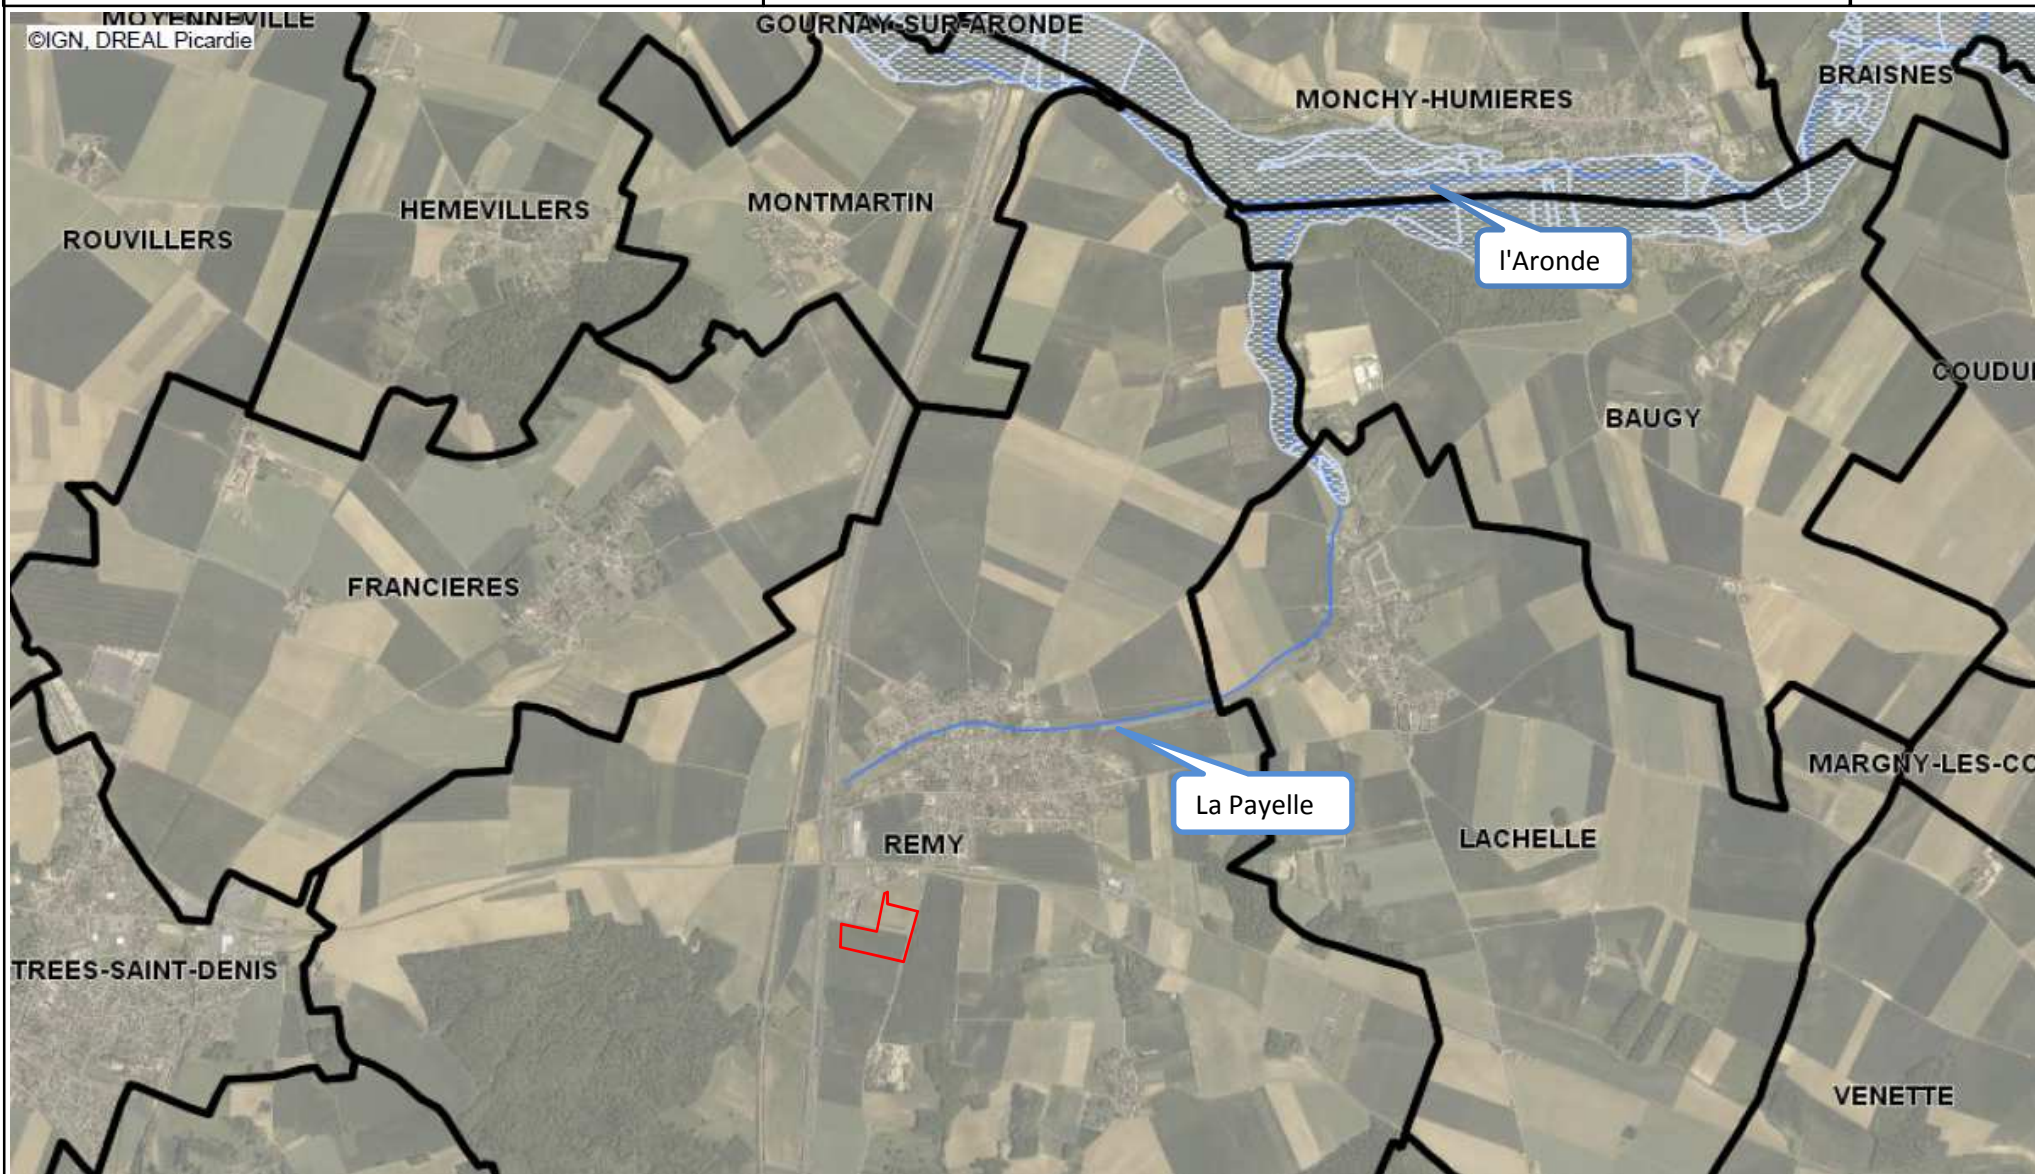 MOYENNEVILLE
©IGN, DREAL Picardie
GOURNAY-SUR-ARONDE
BRAISNES
MONCHY-HUMIERES
HEMEVILLERS
MONTMARTIN
ROUVILLERS
l'Aronde
COUDU
BAUGY
FRANCIERES
MARGNY-LES-CO
La Payelle
REMY
LACHELLE
TREES-SAINT-DENIS
VENETTE